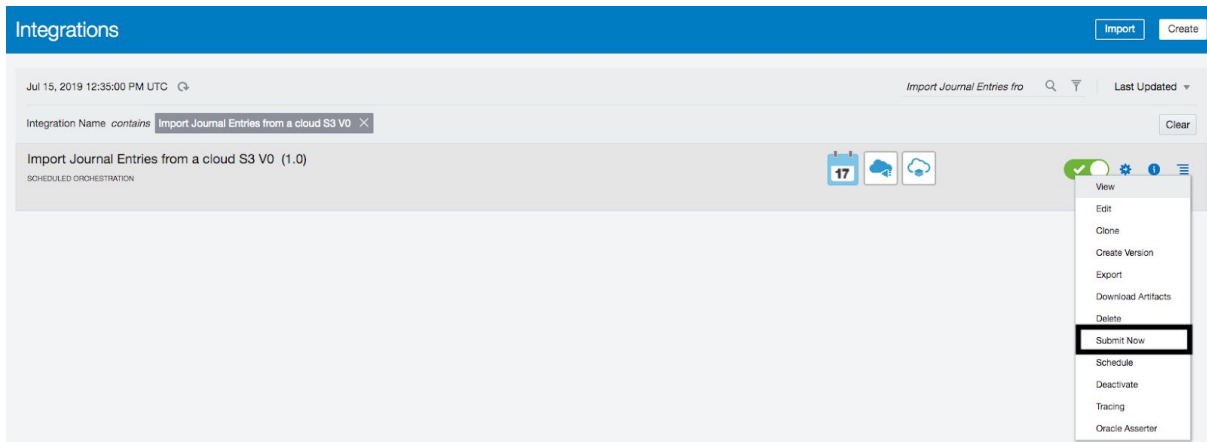 Integrations
Import
Create
Jul 15, 2019 12:35:00 PM UTC
Import Journal Entries fro
Last Updated
Integration Name contains Import Journal Entries from a cloud S3 V0
Clear
Import Journal Entries from a cloud S3 V0 (1.0)
SCHEDULED ORCHESTRATION
17
View
Edit
Clone
Create Version
Export
Download Artifacts
Delete
Submit Now
Schedule
Deactivate
Tracing
Oracle Asserter